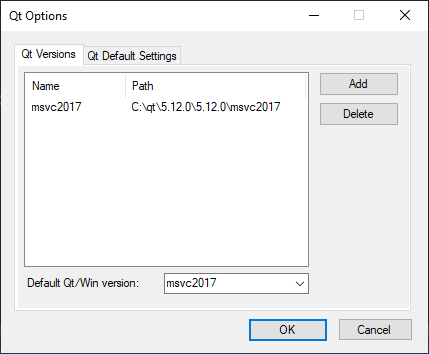 Qt Options
Qt Versions Qt Default Settings
Name Path
msvc2017 C:\qt\5.12.0\5.12.0\msvc2017
Add
Delete
Default Qt/Win version: msvc2017
OK Cancel